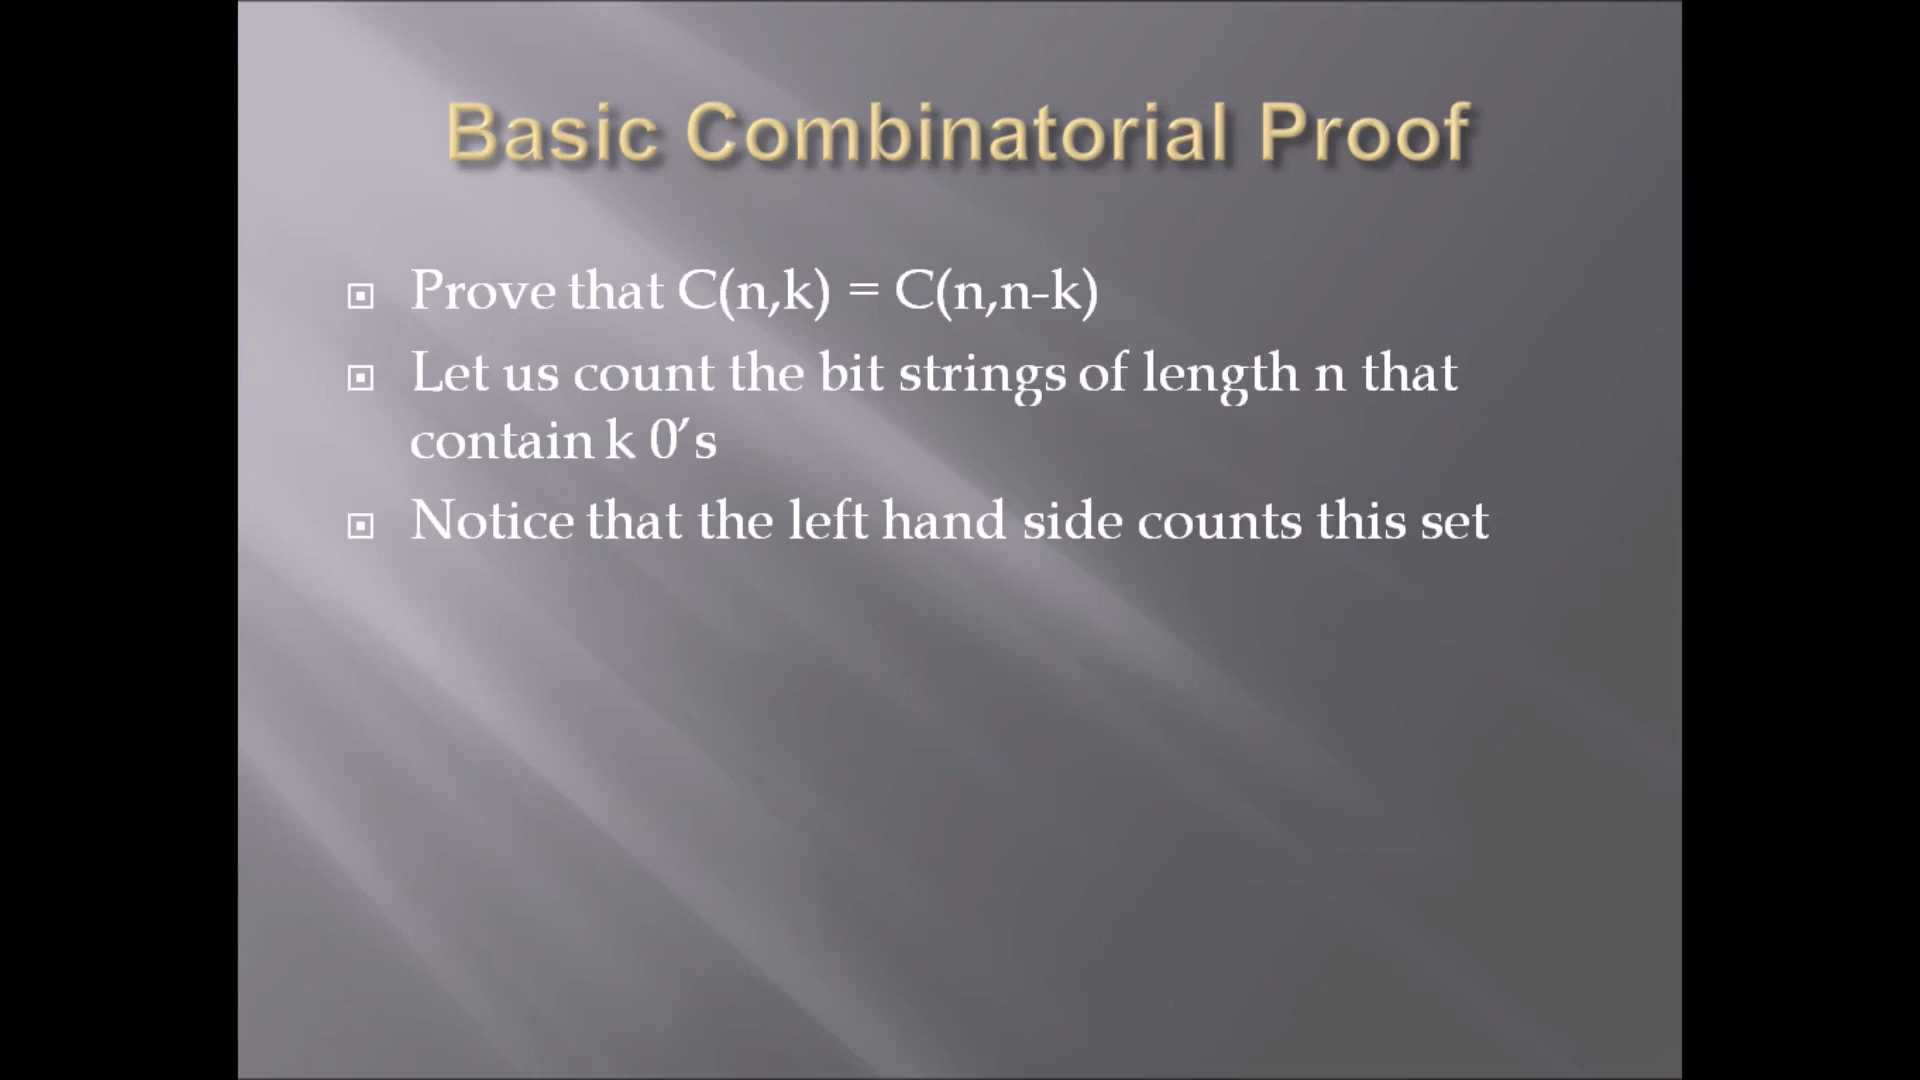 Basic Combinatorial Proof
Prove that C(n,k) = C(n,n-k)
Let us count the bit strings of length n that
contain k 0’s
Notice that the left hand side counts this set